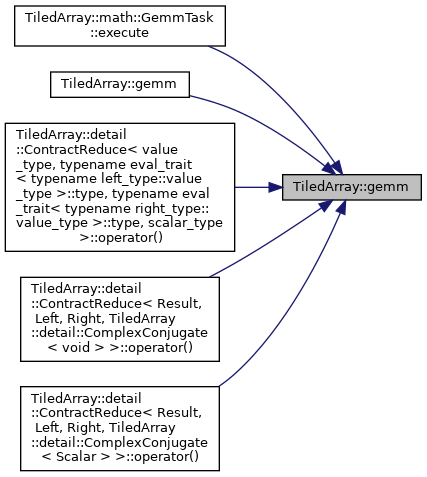 TiledArray::math::GemmTask
::execute
TiledArray::gemm
TiledArray::detail
::ContractReduce< value
_type, typename eval_trait
< typename left_type::value
_type >::type, typename eval
_trait< typename right_type::
value_type >::type, scalar_type
>::operator()
TiledArray::gemm
TiledArray::detail
::ContractReduce< Result,
Left, Right, TiledArray
::detail::ComplexConjugate
< void > >::operator()
TiledArray::detail
::ContractReduce< Result,
Left, Right, TiledArray
::detail::ComplexConjugate
< Scalar > >::operator()